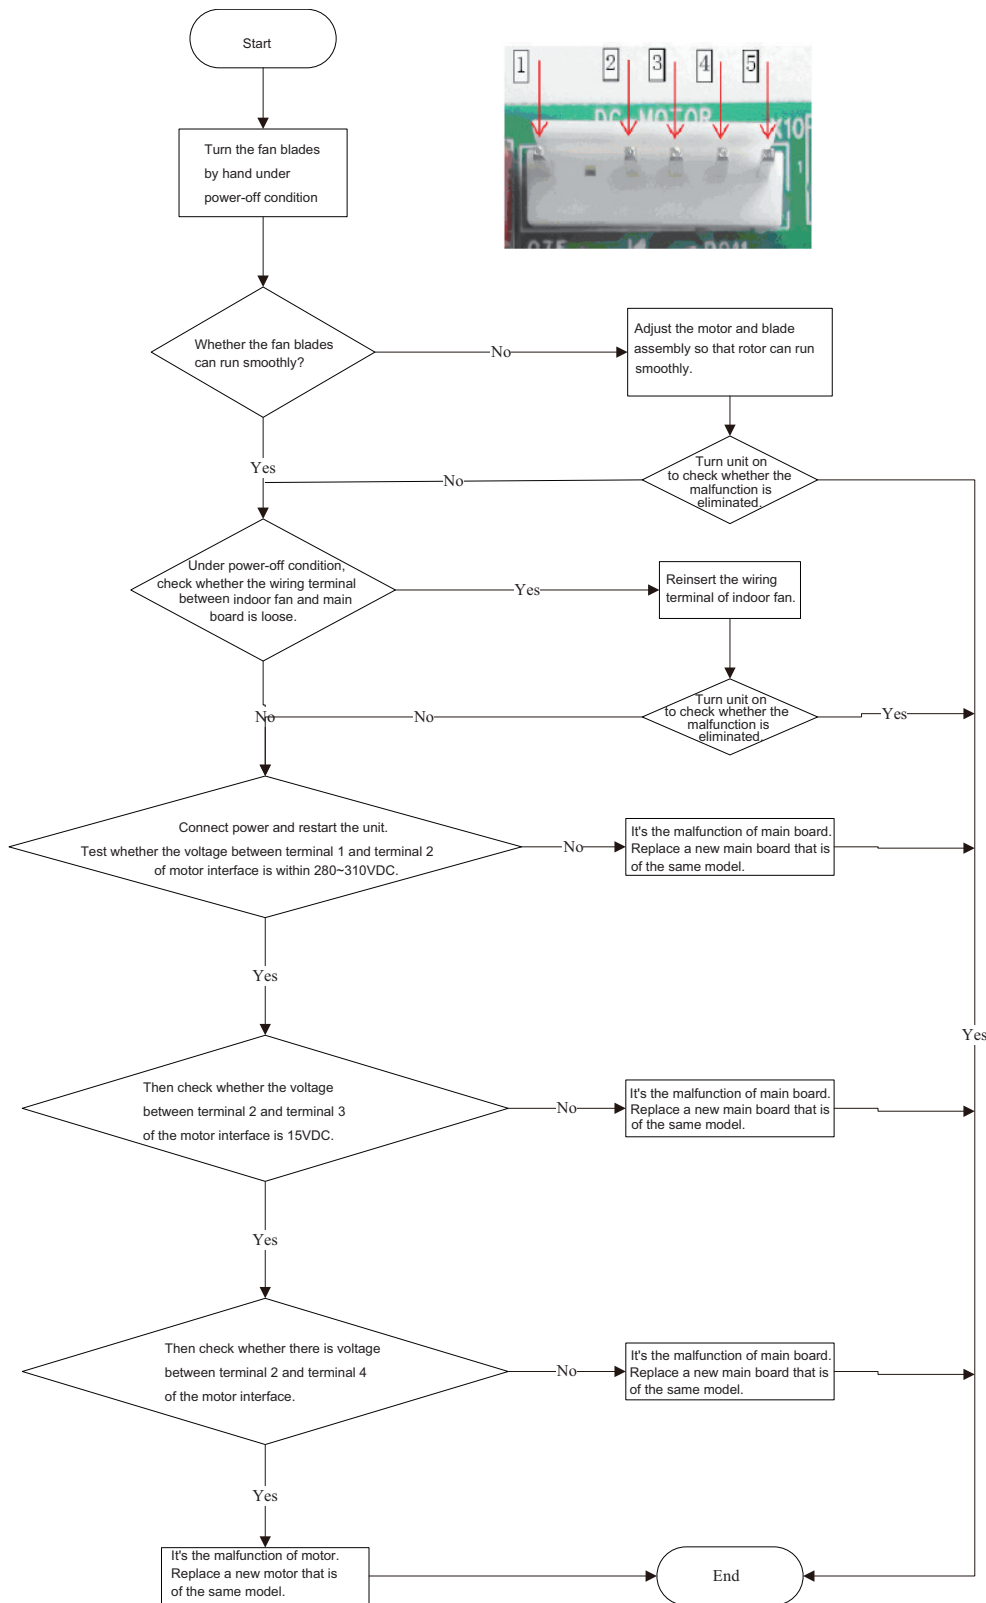 Start
1
2
3
4
5
DC MOTOR
1
Turn the fan blades
by hand under
power-off condition
Whether the fan blades
can run smoothly?
No
Adjust the motor and blade
assembly so that rotor can run
smoothly.
Yes
Turn unit on
to check whether the
malfunction is
eliminated.
No
Under power-off condition,
check whether the wiring terminal
between indoor fan and main
board is loose.
Yes
Reinsert the wiring
terminal of indoor fan.
Turn unit on
to check whether the
malfunction is
eliminated.
No
No
Yes
Connect power and restart the unit.
Test whether the voltage between terminal 1 and terminal 2
of motor interface is within 280~310VDC.
No
It's the malfunction of main board.
Replace a new main board that is
of the same model.
Yes
Yes
Then check whether the voltage
between terminal 2 and terminal 3
of the motor interface is 15VDC.
No
It's the malfunction of main board.
Replace a new main board that is
of the same model.
Yes
Then check whether there is voltage
between terminal 2 and terminal 4
of the motor interface.
No
It's the malfunction of main board.
Replace a new main board that is
of the same model.
Yes
It's the malfunction of motor.
Replace a new motor that is
of the same model.
End